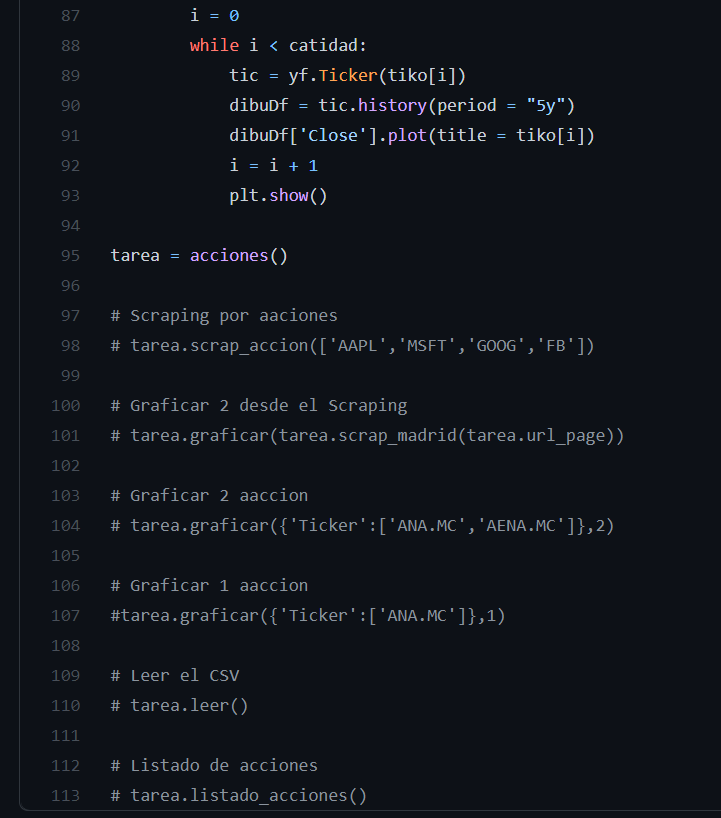 87 i = 0
88 while i < catidad:
89 tic = yf.Ticker(tiko[i])
90 dibuDf = tic.history(period = "5y")
91 dibuDf['Close'].plot(title = tiko[i])
92 i = i + 1
93 plt.show()
94
95 tarea = acciones()
96
97 # Scraping por aaciones
98 # tarea.scrap_accion(['AAPL','MSFT','GOOG','FB'])
99
100 # Graficar 2 desde el Scraping
101 # tarea.graficar(tarea.scrap_madrid(tarea.url_page))
102
103 # Graficar 2 aaccion
104 # tarea.graficar({'Ticker':['ANA.MC','AENA.MC']},2)
105
106 # Graficar 1 aaccion
107 #tarea.graficar({'Ticker':['ANA.MC']},1)
108
109 # Leer el CSV
110 # tarea.leer()
111
112 # Listado de acciones
113 # tarea.listado_acciones()